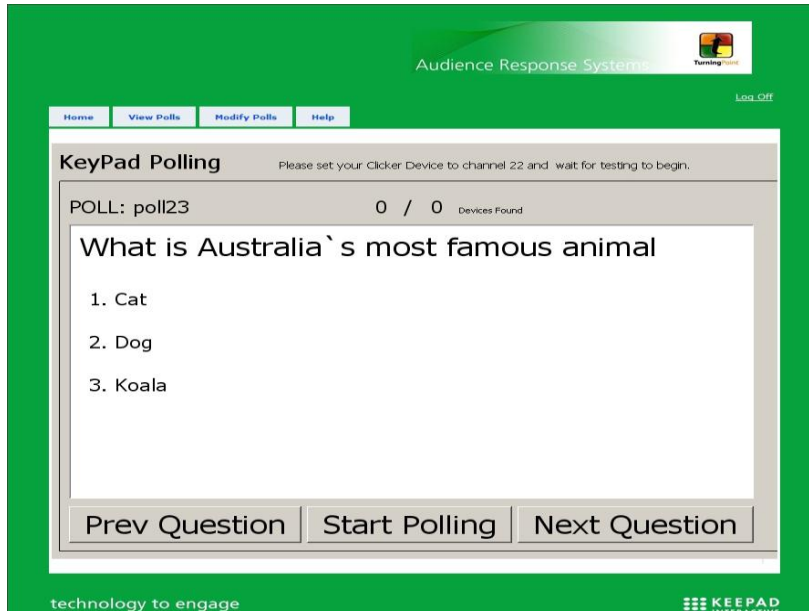 Audience Response Systems
TurningPoint
Log Off
Home View Polls Modify Polls Help
KeyPad Polling Please set your Clicker Device to channel 22 and wait for testing to begin.
POLL: poll23 0 / 0 Devices Found
What is Australia`s most famous animal
1. Cat
2. Dog
3. Koala
Prev Question Start Polling Next Question
technology to engage KEEPAD
INTERACTIVE